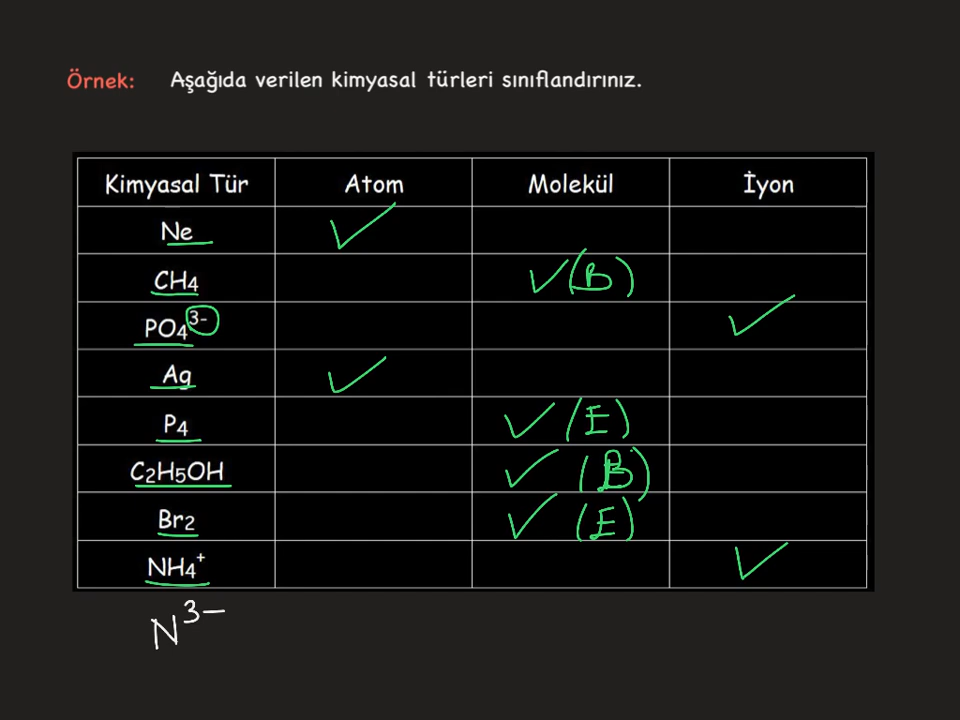 Örnek: Aşağıda verilen kimyasal türleri sınıflandırınız.
Kimyasal Tür Atom Molekül İyon
Ne ✓
CH4 ✓(B)
PO4 3- ✓
Ag ✓
P4 ✓ (E)
C2H5OH ✓ (B)
Br2 ✓ (E)
NH4+ ✓
N3-